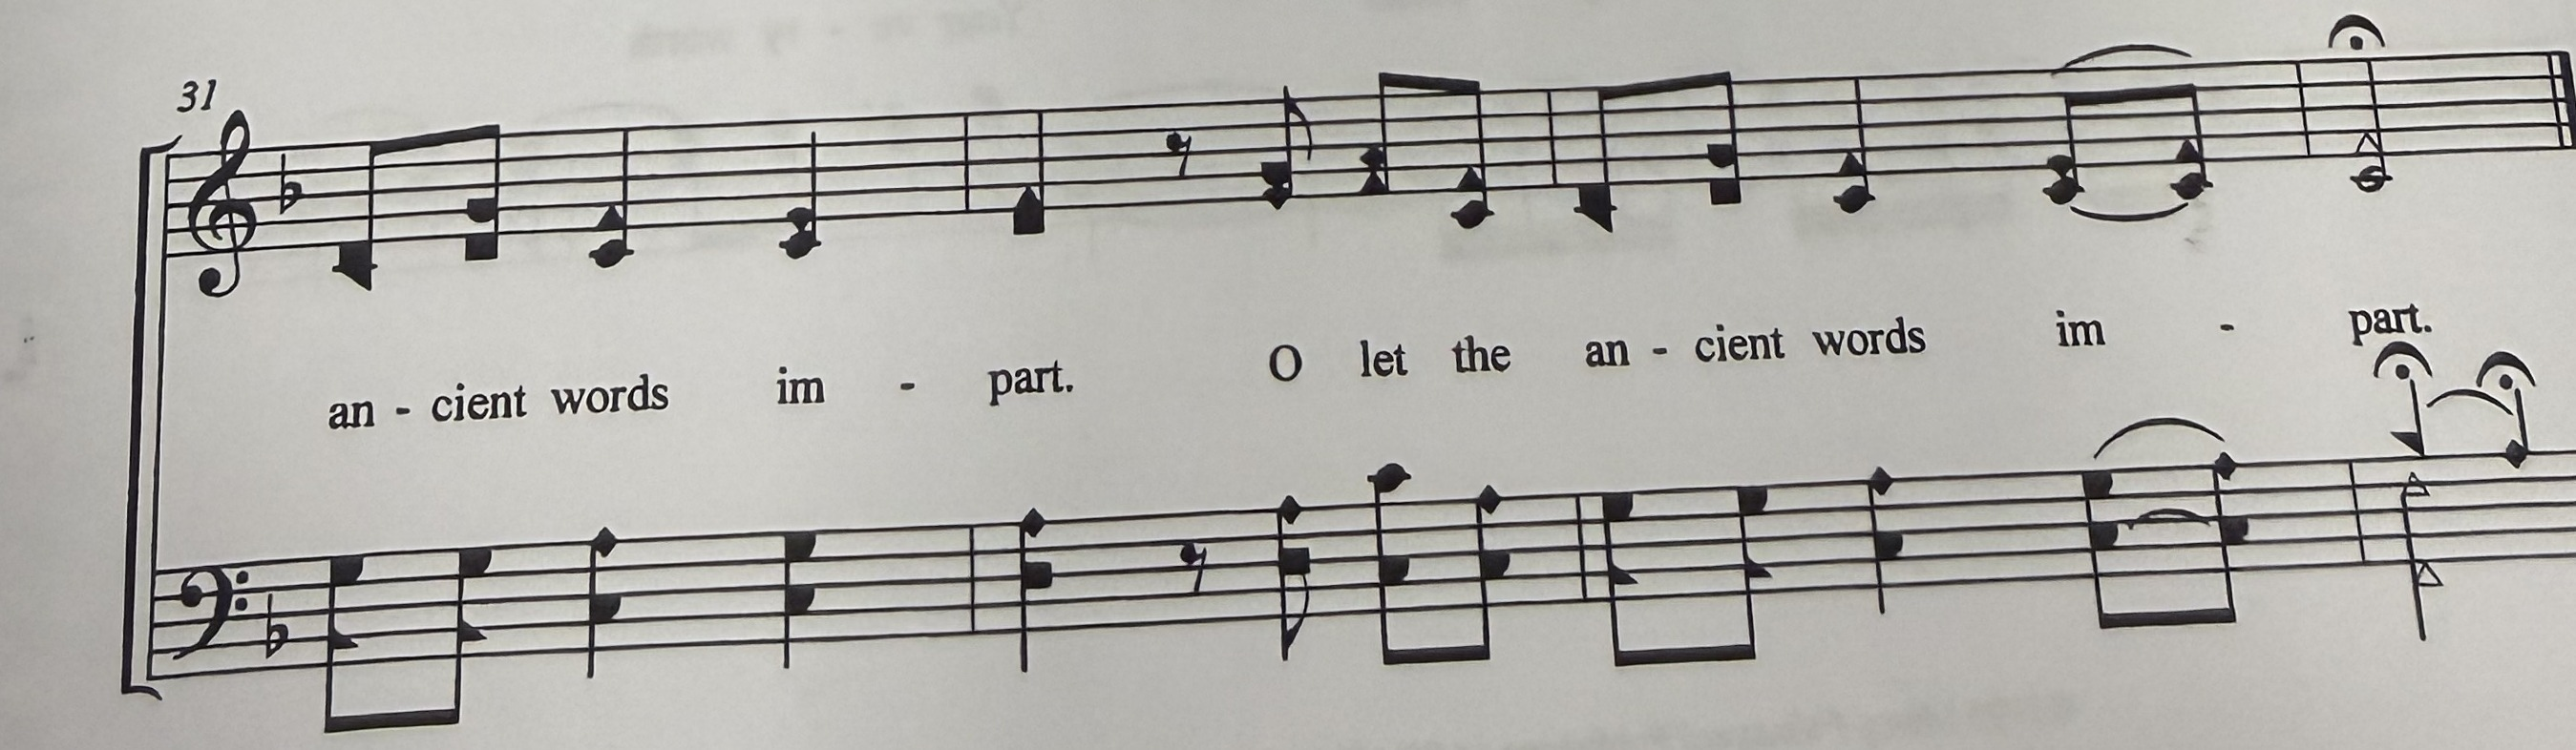 31
an - cient words im - part. O let the an - cient words im - part.